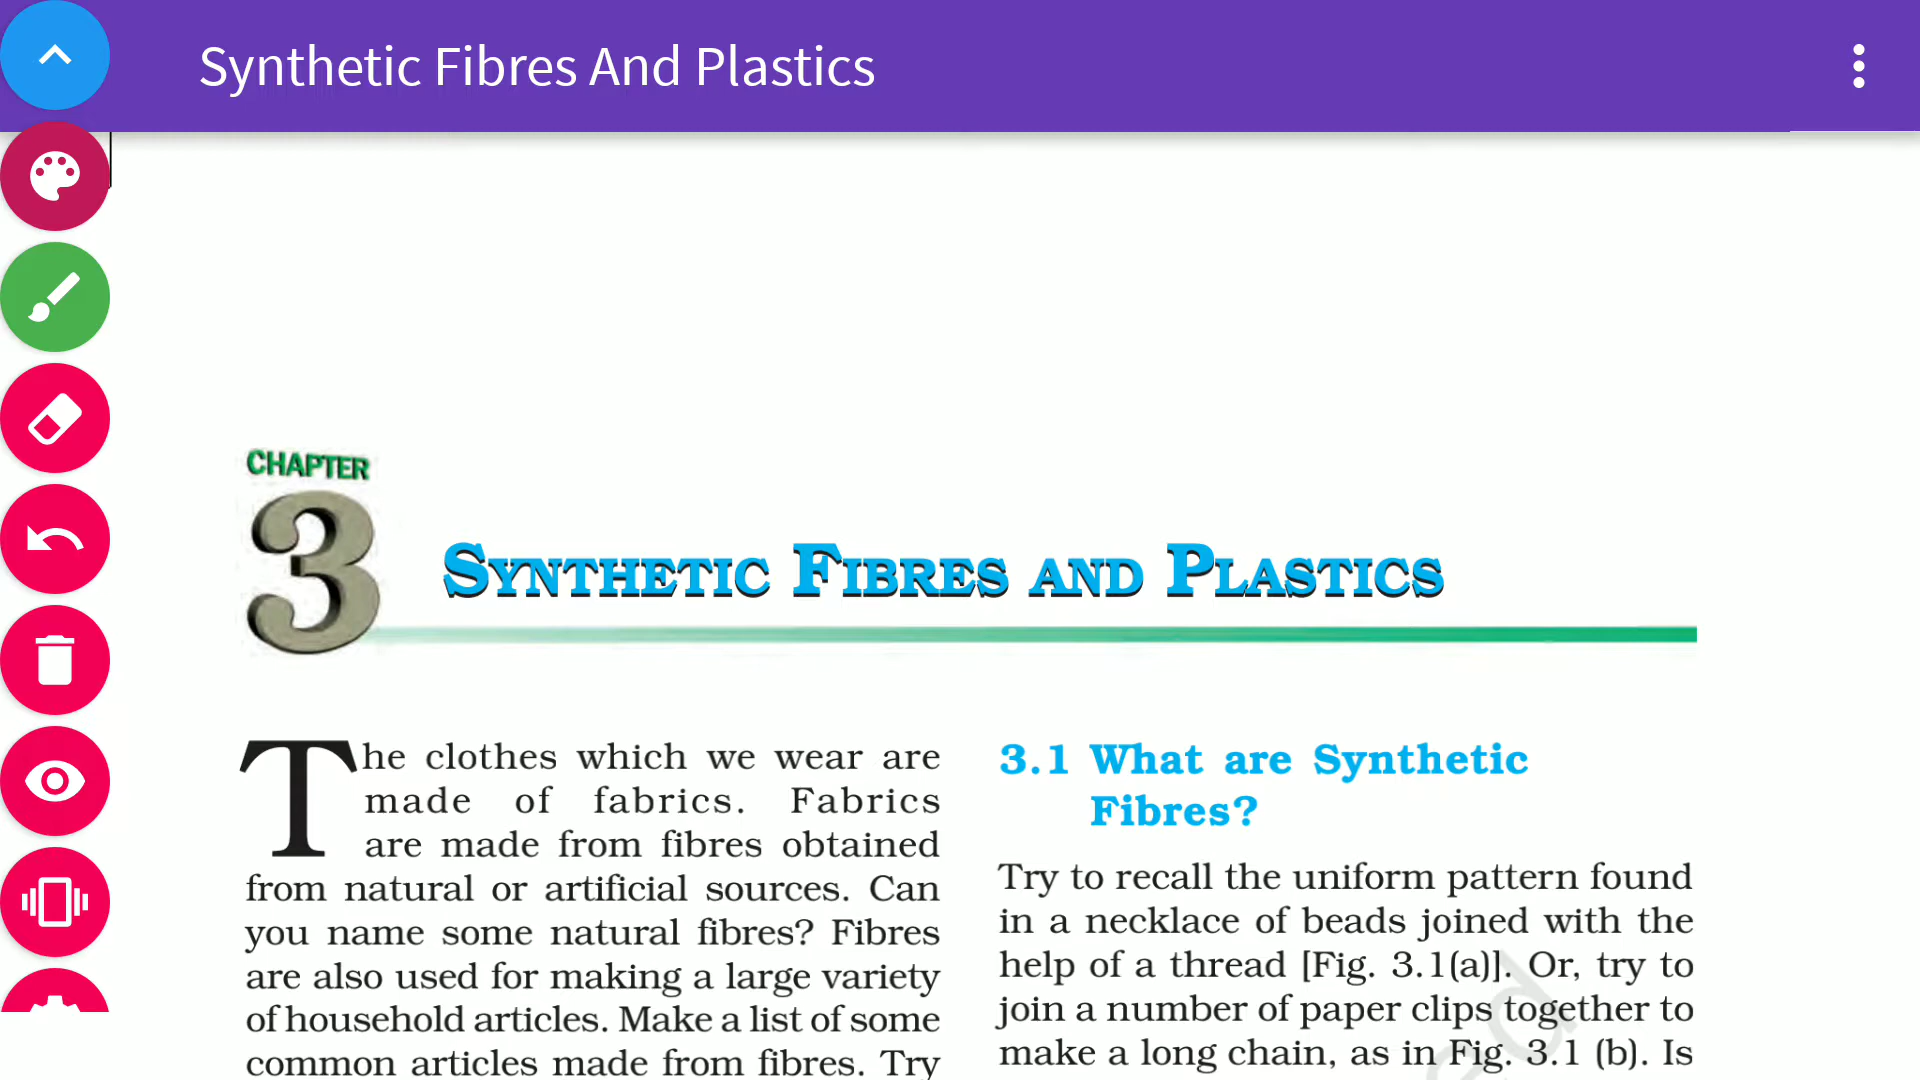 Synthetic Fibres And Plastics
CHAPTER
3
SYNTHETIC FIBRES AND PLASTICS
The clothes which we wear are
made of fabrics. Fabrics
are made from fibres obtained
from natural or artificial sources. Can
you name some natural fibres? Fibres
are also used for making a large variety
of household articles. Make a list of some
common articles made from fibres. Try
3.1 What are Synthetic
Fibres?
Try to recall the uniform pattern found
in a necklace of beads joined with the
help of a thread [Fig. 3.1(a)]. Or, try to
join a number of paper clips together to
make a long chain, as in Fig. 3.1 (b). Is